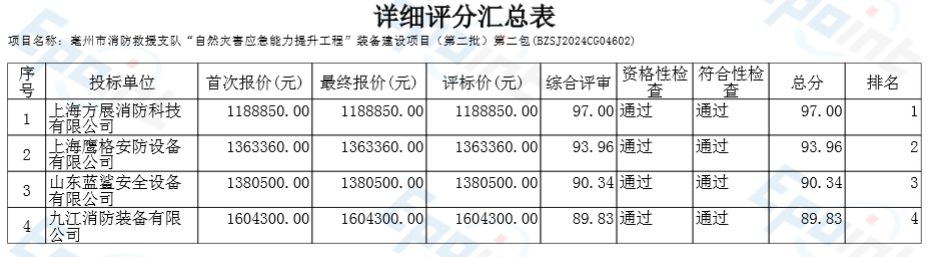 详细评分汇总表
项目名称：亳州市消防救援支队“自然灾害应急能力提升工程”装备建设项目（第二批）第二包(BZSJ2024CG04602)
序号 投标单位 首次报价(元) 最终报价(元) 评标价(元) 综合评审 资格性检查 符合性检查 总分 排名
1 上海方展消防科技有限公司 1188850.00 1188850.00 1188850.00 97.00 通过 通过 97.00 1
2 上海鹰格安防设备有限公司 1363360.00 1363360.00 1363360.00 93.96 通过 通过 93.96 2
3 山东蓝鲨安全设备有限公司 1380500.00 1380500.00 1380500.00 90.34 通过 通过 90.34 3
4 九江消防装备有限公司 1604300.00 1604300.00 1604300.00 89.83 通过 通过 89.83 4
Epoint